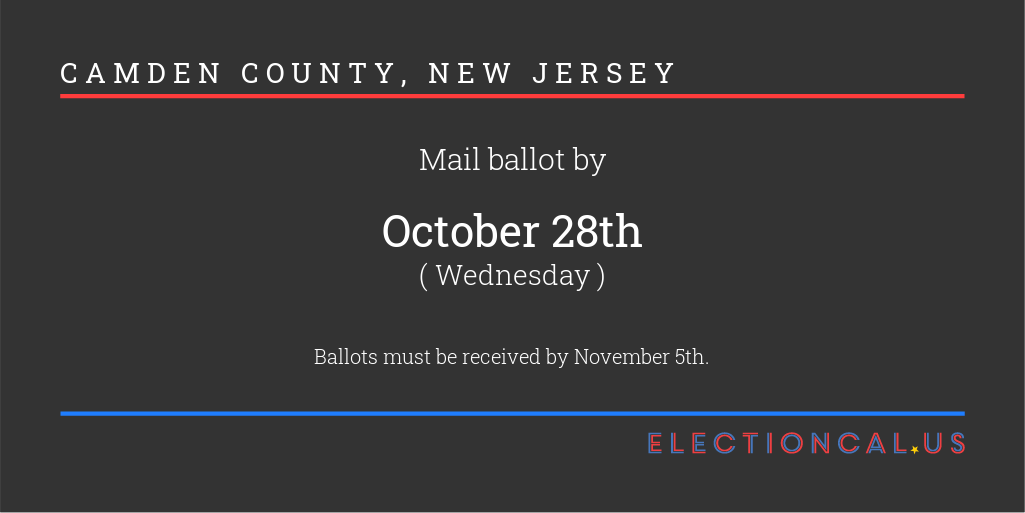 CAMDEN COUNTY, NEW JERSEY
Mail ballot by
October 28th
( Wednesday )
Ballots must be received by November 5th.
ELECTIONCAL.US